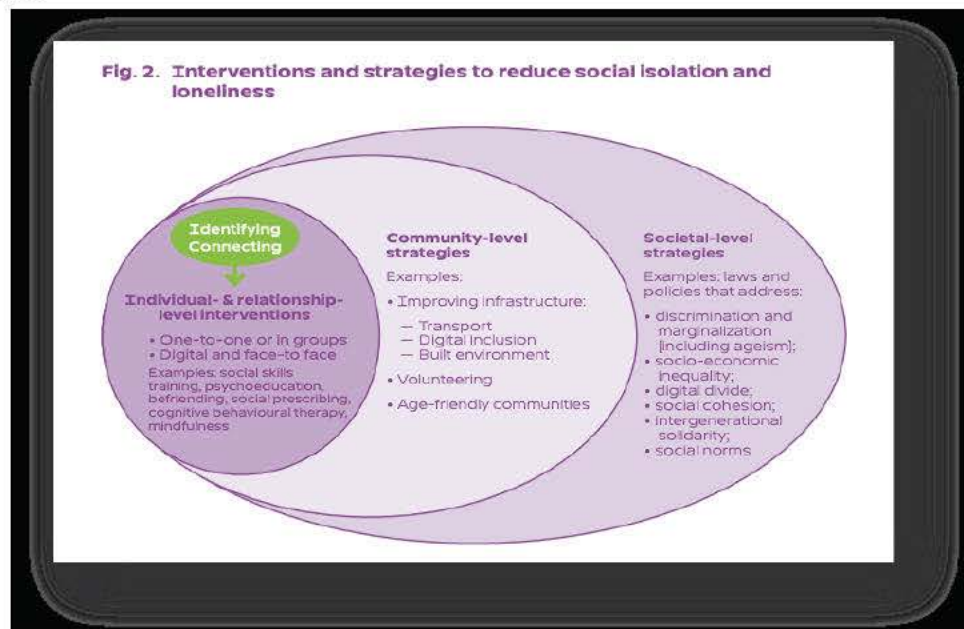 Fig. 2. Interventions and strategies to reduce social isolation and
loneliness
Identifying
Connecting
Individual- & relationship-
level interventions
• One-to-one or in groups
• Digital and face-to face
Examples: social skills
training, psychoeducation,
befriending, social prescribing,
cognitive behavioural therapy,
mindfulness
Community-level
strategies
Examples:
• Improving infrastructure:
— Transport
— Digital inclusion
— Built environment
• Volunteering
• Age-friendly communities
Societal-level
strategies
Examples: laws and
policies that address:
• discrimination and
marginalization
[including ageism];
• socio-economic
inequality;
• digital divide;
• social cohesion;
• intergenerational
solidarity;
• social norms